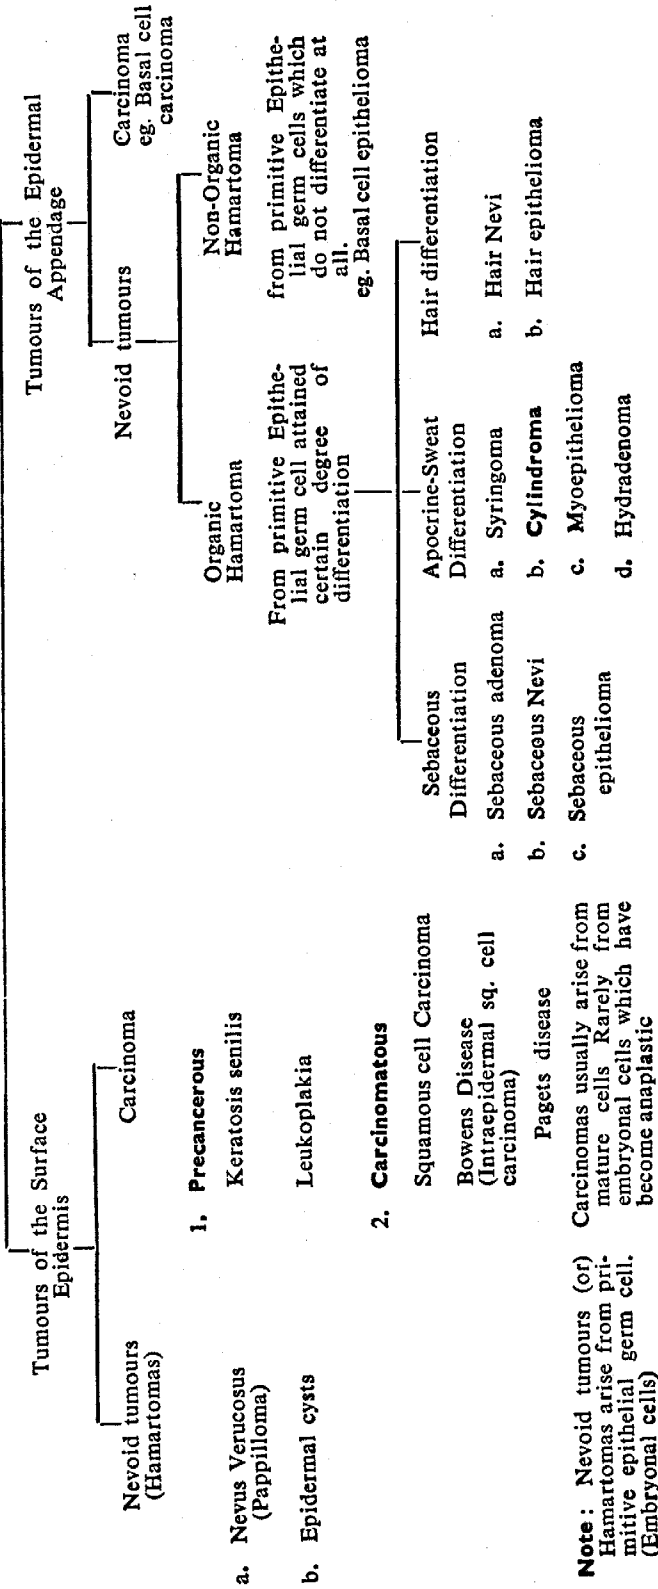 Tumours of the Surface
Epidermis
Nevoid tumours
(Hamartomas)
a. Nevus Verucosus
(Pappilloma)
b. Epidermal cysts
Carcinoma
1. Precancerous
Keratosis senilis
Leukoplakia
2. Carcinomatous
Squamous cell Carcinoma
Bowens Disease
(Intraepidermal sq. cell
carcinoma)
Pagets disease
Note : Nevoid tumours (or)
Hamartomas arise from pri-
mitive epithelial germ cell.
(Embryonal cells)
Carcinomas usually arise from
mature cells Rarely from
embryonal cells which have
become anaplastic
Tumours of the Epidermal
Appendage
Nevoid tumours
Carcinoma
eg. Basal cell
carcinoma
Organic
Hamartoma
From primitive Epithe-
lial germ cell attained
certain degree of
differentiation
Non-Organic
Hamartoma
from primitive Epithe-
lial germ cells which
do not differentiate at
all.
eg. Basal cell epithelioma
Sebaceous
Differentiation
a. Sebaceous adenoma
b. Sebaceous Nevi
c. Sebaceous
epithelioma
Apocrine-Sweat
Differentiation
a. Syringoma
b. Cylindroma
c. Myoepithelioma
d. Hydradenoma
Hair differentiation
a. Hair Nevi
b. Hair epithelioma